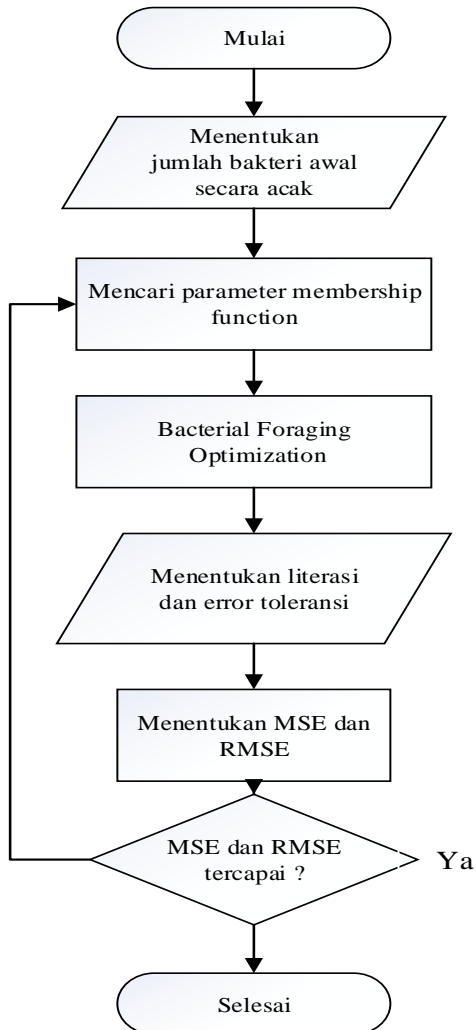 Mulai
Menentukan
jumlah bakteri awal
secara acak
Mencari parameter membership
function
Bacterial Foraging
Optimization
Menentukan literasi
dan error toleransi
Menentukan MSE dan
RMSE
MSE dan RMSE
tercapai ?
Ya
Selesai